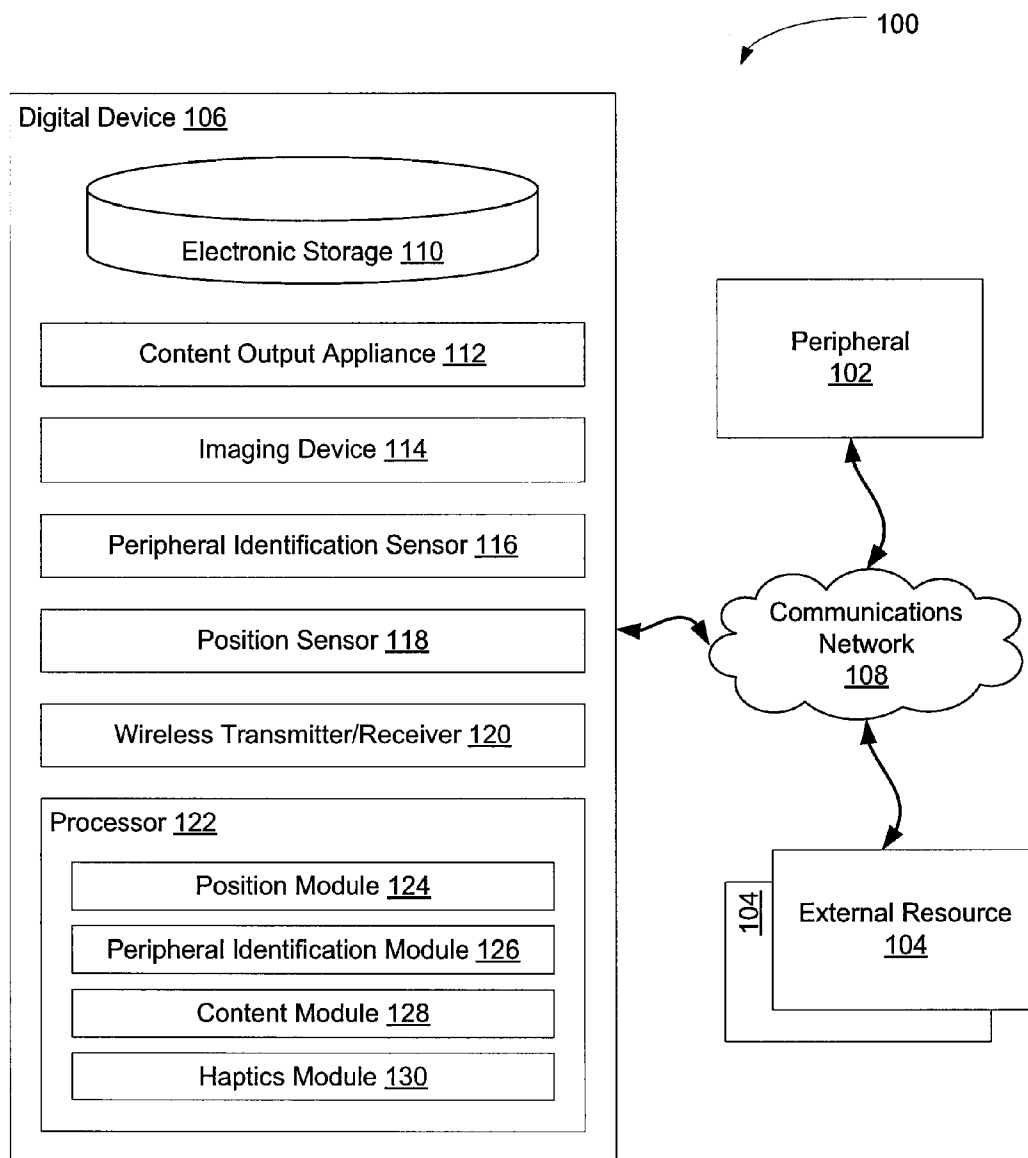 100
Digital Device 106
Electronic Storage 110
Content Output Appliance 112
Imaging Device 114
Peripheral Identification Sensor 116
Position Sensor 118
Wireless Transmitter/Receiver 120
Processor 122
Position Module 124
Peripheral Identification Module 126
Content Module 128
Haptics Module 130
Peripheral
102
Communications
Network
108
104
External Resource
104